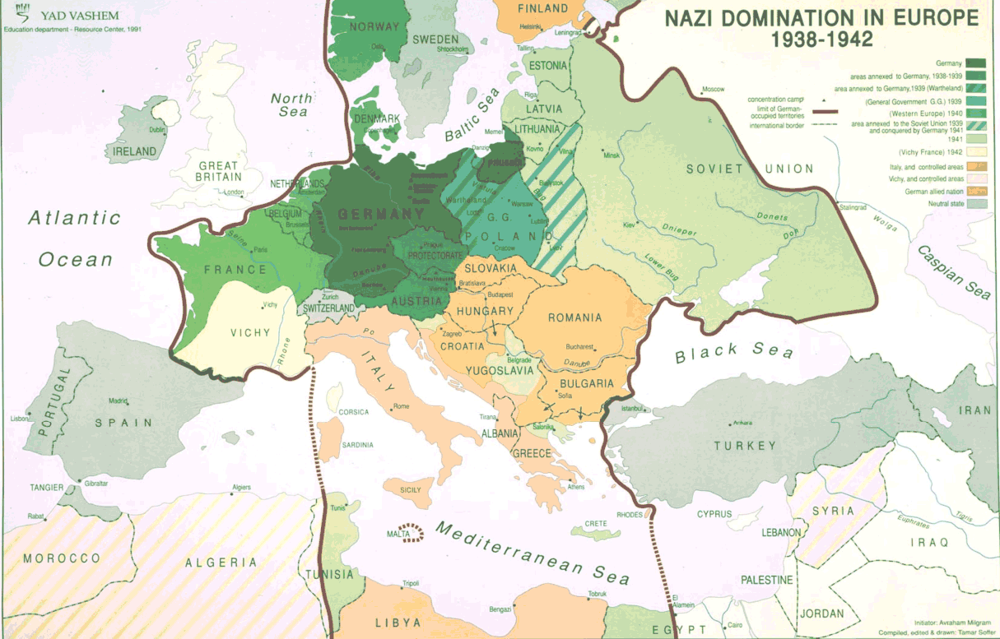 YAD VASHEM
Education department - Resource Center, 1991
NAZI DOMINATION IN EUROPE
1938-1942
Germany
areas annexed to Germany, 1938-1939
area annexed to Germany,1939 (Wartheland)
(General Government G.G.) 1939
(Western Europe) 1940
area annexed to the Soviet Union 1939
and conquered by Germany 1941
1941
(Vichy France) 1942
Italy, and controlled areas
Vichy, and controlled areas
German allied nation
Neutral state
concentration camp
limit of German-
occupied territories
international border
FINLAND
Helsinki
Leningrad
NORWAY
Oslo
SWEDEN
Shtockholm
Tallinn
ESTONIA
Moscow
North
Sea
Baltic Sea
Riga
LATVIA
DENMARK
Copenhagen
LITHUANIA
Memel
Kovno
Vilna
Minsk
Danzig
Dublin
IRELAND
GREAT
BRITAIN
London
NETHERLANDS
Amsterdam
BELGIUM
Brussels
Rhein
Elbe
GERMANY
Vistula
Wartheland
Lodz
Warsaw
Bialystok
Bug
G.G.
Lublin
POLAND
Cracow
Lvov
SOVIET UNION
Stalingrad
Wolga
Kiev
Dnieper
Donets
Don
Lower Bug
Caspian Sea
Atlantic
Ocean
Seine
Paris
FRANCE
Prague
PROTECTORATE
Danube
Dachau
Mauthausen
Vienna
AUSTRIA
SLOVAKIA
Bratislava
Budapest
Zurich
SWITZERLAND
HUNGARY
ROMANIA
Vichy
VICHY
Rhone
Po
Zagreb
CROATIA
Bucharest
Danube
Belgrade
YUGOSLAVIA
Black Sea
ITALY
BULGARIA
Sofia
PORTUGAL
Madrid
SPAIN
Lisbon
CORSICA
Rome
Tirana
ALBANIA
Salonika
Istanbul
Ankara
TURKEY
IRAN
SARDINIA
GREECE
Athens
SICILY
TANGIER
Gibraltar
Algiers
Rabat
Tunis
MALTA
Mediterranean Sea
CRETE
RHODES
CYPRUS
SYRIA
LEBANON
Euphrates
Tigris
IRAQ
MOROCCO
ALGERIA
TUNISIA
Tripoli
LIBYA
Bengazi
Tobruk
EGYPT
El
Alamein
Cairo
PALESTINE
JORDAN
Initiator: Avraham Milgram
Compiled, edited & drawn: Tamar Soffer